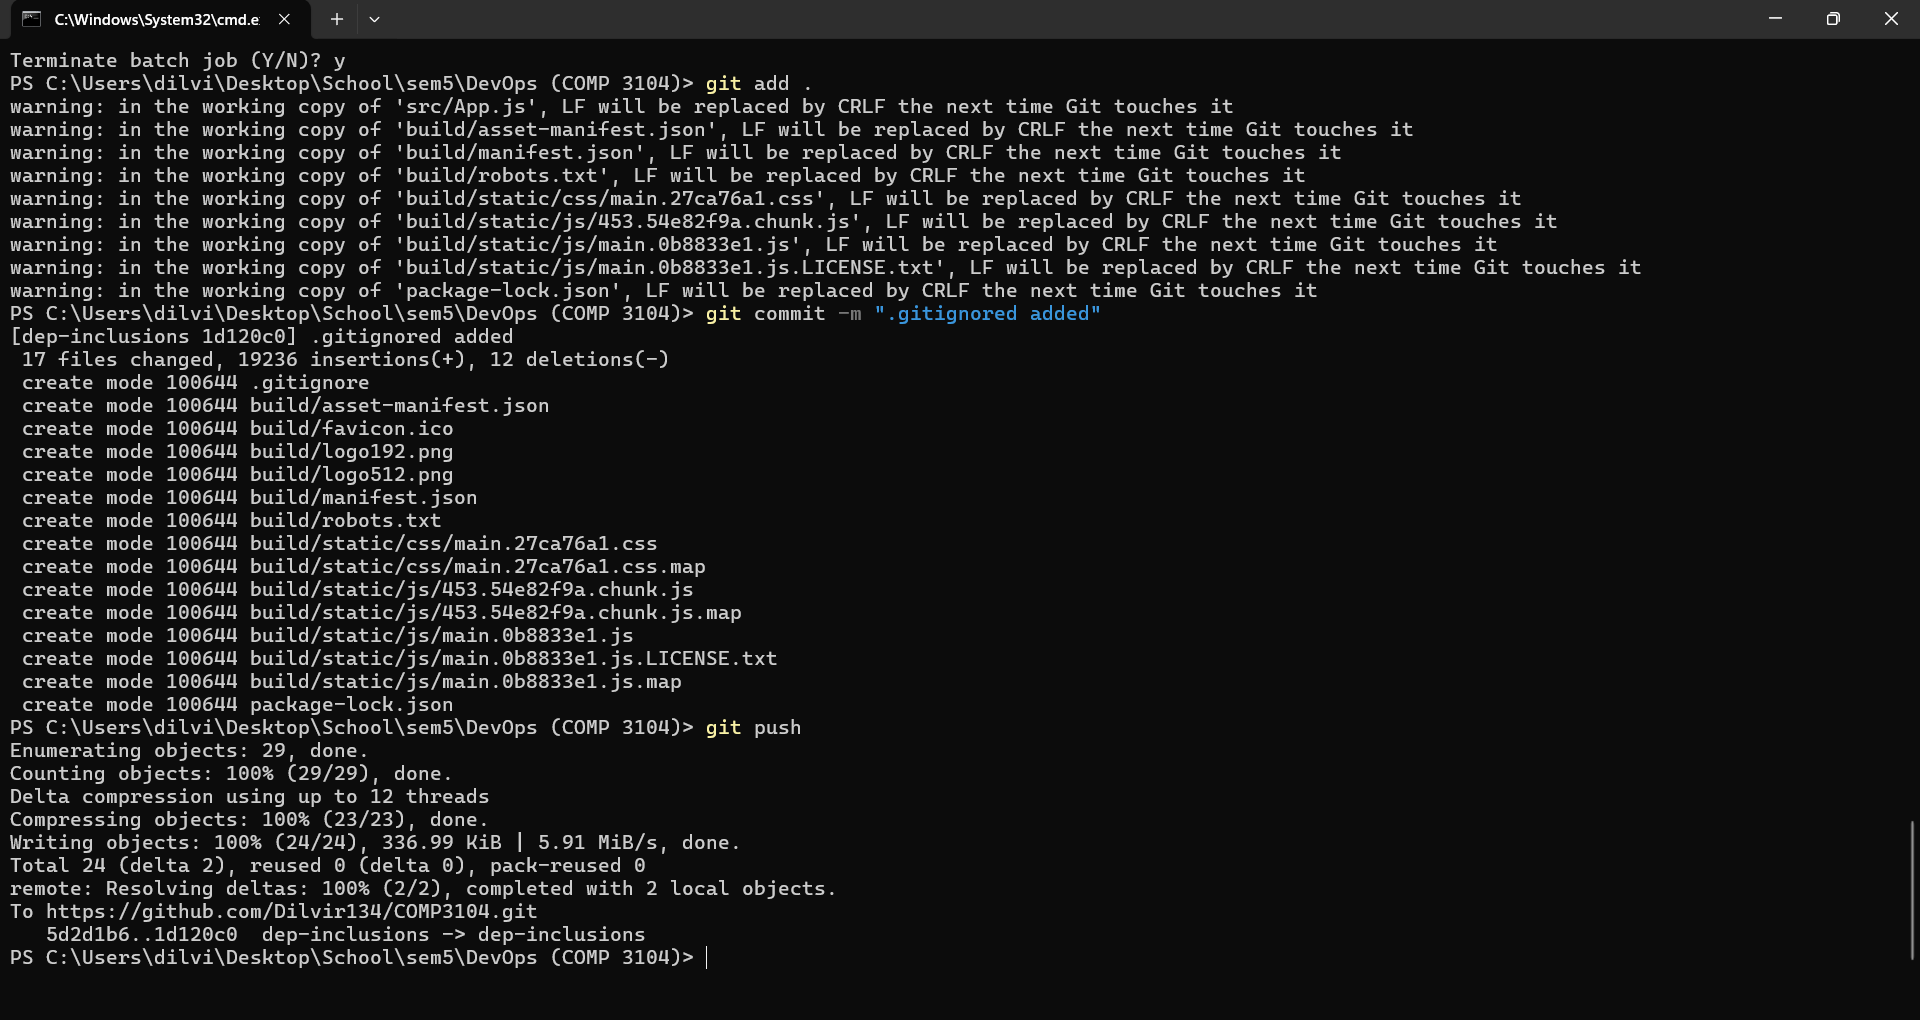 C:\Windows\System32\cmd.e
Terminate batch job (Y/N)? y
PS C:\Users\dilvi\Desktop\School\sem5\DevOps (COMP 3104)> git add .
warning: in the working copy of 'src/App.js', LF will be replaced by CRLF the next time Git touches it
warning: in the working copy of 'build/asset-manifest.json', LF will be replaced by CRLF the next time Git touches it
warning: in the working copy of 'build/manifest.json', LF will be replaced by CRLF the next time Git touches it
warning: in the working copy of 'build/robots.txt', LF will be replaced by CRLF the next time Git touches it
warning: in the working copy of 'build/static/css/main.27ca76a1.css', LF will be replaced by CRLF the next time Git touches it
warning: in the working copy of 'build/static/js/453.54e82f9a.chunk.js', LF will be replaced by CRLF the next time Git touches it
warning: in the working copy of 'build/static/js/main.0b8833e1.js', LF will be replaced by CRLF the next time Git touches it
warning: in the working copy of 'build/static/js/main.0b8833e1.js.LICENSE.txt', LF will be replaced by CRLF the next time Git touches it
warning: in the working copy of 'package-lock.json', LF will be replaced by CRLF the next time Git touches it
PS C:\Users\dilvi\Desktop\School\sem5\DevOps (COMP 3104)> git commit -m ".gitignored added"
[dep-inclusions 1d120c0] .gitignored added
 17 files changed, 19236 insertions(+), 12 deletions(-)
 create mode 100644 .gitignore
 create mode 100644 build/asset-manifest.json
 create mode 100644 build/favicon.ico
 create mode 100644 build/logo192.png
 create mode 100644 build/logo512.png
 create mode 100644 build/manifest.json
 create mode 100644 build/robots.txt
 create mode 100644 build/static/css/main.27ca76a1.css
 create mode 100644 build/static/css/main.27ca76a1.css.map
 create mode 100644 build/static/js/453.54e82f9a.chunk.js
 create mode 100644 build/static/js/453.54e82f9a.chunk.js.map
 create mode 100644 build/static/js/main.0b8833e1.js
 create mode 100644 build/static/js/main.0b8833e1.js.LICENSE.txt
 create mode 100644 build/static/js/main.0b8833e1.js.map
 create mode 100644 package-lock.json
PS C:\Users\dilvi\Desktop\School\sem5\DevOps (COMP 3104)> git push
Enumerating objects: 29, done.
Counting objects: 100% (29/29), done.
Delta compression using up to 12 threads
Compressing objects: 100% (23/23), done.
Writing objects: 100% (24/24), 336.99 KiB | 5.91 MiB/s, done.
Total 24 (delta 2), reused 0 (delta 0), pack-reused 0
remote: Resolving deltas: 100% (2/2), completed with 2 local objects.
To https://github.com/Dilvir134/COMP3104.git
   5d2d1b6..1d120c0  dep-inclusions -> dep-inclusions
PS C:\Users\dilvi\Desktop\School\sem5\DevOps (COMP 3104)>